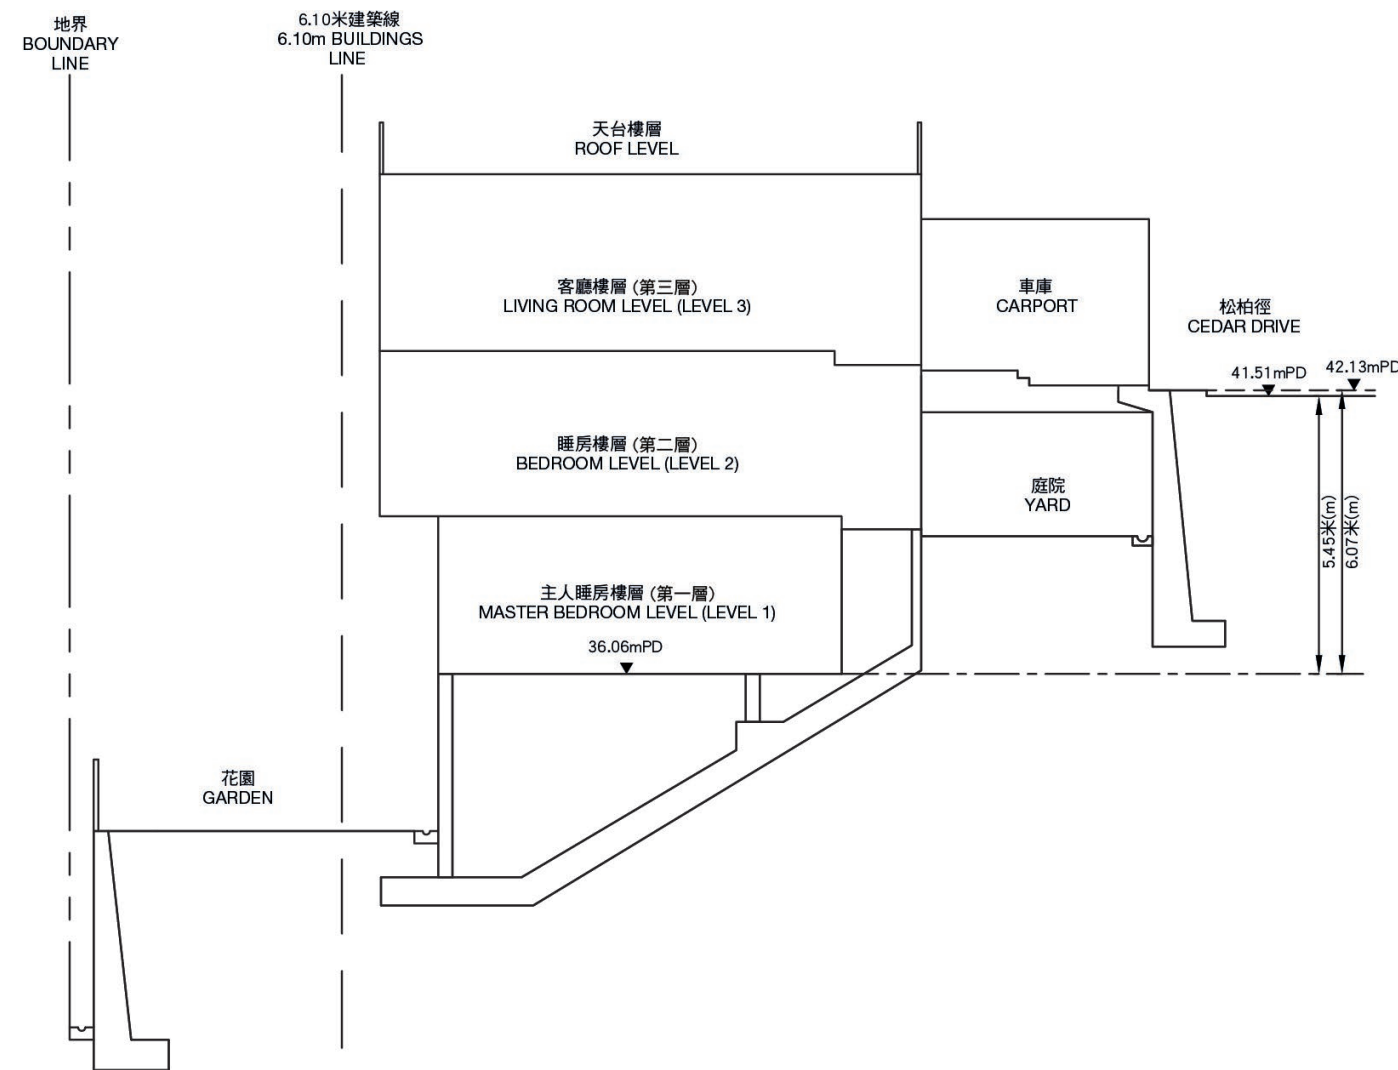 地界
BOUNDARY
LINE
6.10米建築線
6.10m BUILDINGS
LINE
天台樓層
ROOF LEVEL
客廳樓層 (第三層)
LIVING ROOM LEVEL (LEVEL 3)
車庫
CARPORT
松柏徑
CEDAR DRIVE
41.51mPD
42.13mPD
睡房樓層 (第二層)
BEDROOM LEVEL (LEVEL 2)
庭院
YARD
5.45米(m)
6.07米(m)
主人睡房樓層 (第一層)
MASTER BEDROOM LEVEL (LEVEL 1)
36.06mPD
花園
GARDEN